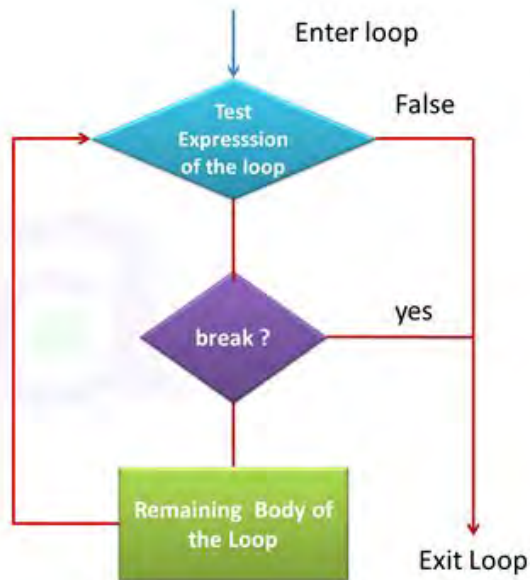 Enter loop
Test
Expresssion
of the loop
False
break ?
yes
Remaining Body of
the Loop
Exit Loop